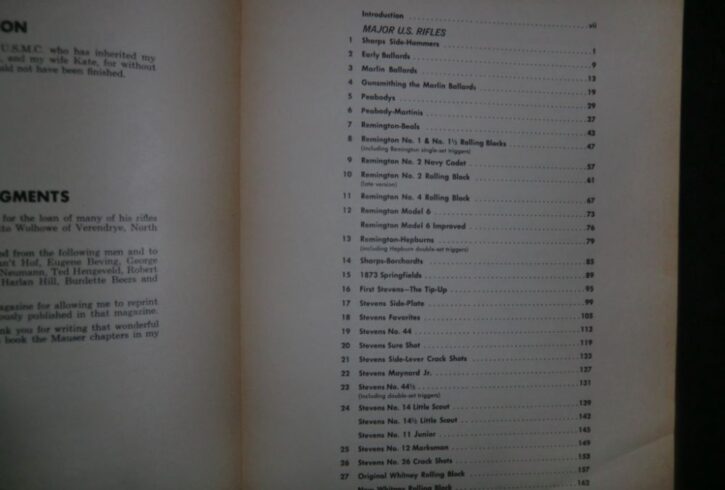 ION
U.S.M.C. who has inherited my
, and my wife Kate, for without
uld not have been finished.
GMENTS
for the loan of many of his rifles
ito Wulhowe of Verendrye, North
ed from the following men and to
an't Hof, Eugene Beving, George
Neumann, Ted Hengeveld, Robert
Harlan Hill, Burdette Beers and
agazine for allowing me to reprint
ously published in that magazine.
nk you for writing that wonderful
book the Mauser chapters in my
Introduction vii
MAJOR U.S. RIFLES
1 Sharps Side-Hammers 1
2 Early Ballards 9
3 Marlin Ballards 13
4 Gunsmithing the Marlin Ballards 19
5 Peabodys 29
6 Peabody-Martinis 37
7 Remington-Beals 43
8 Remington No. 1 & No. 1½ Rolling Blocks 47
(including Remington single-set triggers)
9 Remington No. 2 Navy Cadet 57
10 Remington No. 2 Rolling Block 61
(late version)
11 Remington No. 4 Rolling Block 67
12 Remington Model 6 73
Remington Model 6 Improved 76
13 Remington-Hepburns 79
(including Hepburn double-set triggers)
14 Sharps-Borchardts 85
15 1873 Springfields 89
16 First Stevens—The Tip-Up 95
17 Stevens Side-Plate 99
18 Stevens Favorites 105
19 Stevens No. 44 113
20 Stevens Sure Shot 119
21 Stevens Side-Lever Crack Shots 123
22 Stevens Maynard Jr. 127
23 Stevens No. 44½ 131
(including double-set triggers)
24 Stevens No. 14 Little Scout 139
Stevens No. 14½ Little Scout 142
Stevens No. 11 Junior 145
25 Stevens No. 12 Marksman 149
26 Stevens No. 26 Crack Shots 153
27 Original Whitney Rolling Block 157
New Whitney Rolling Block 163